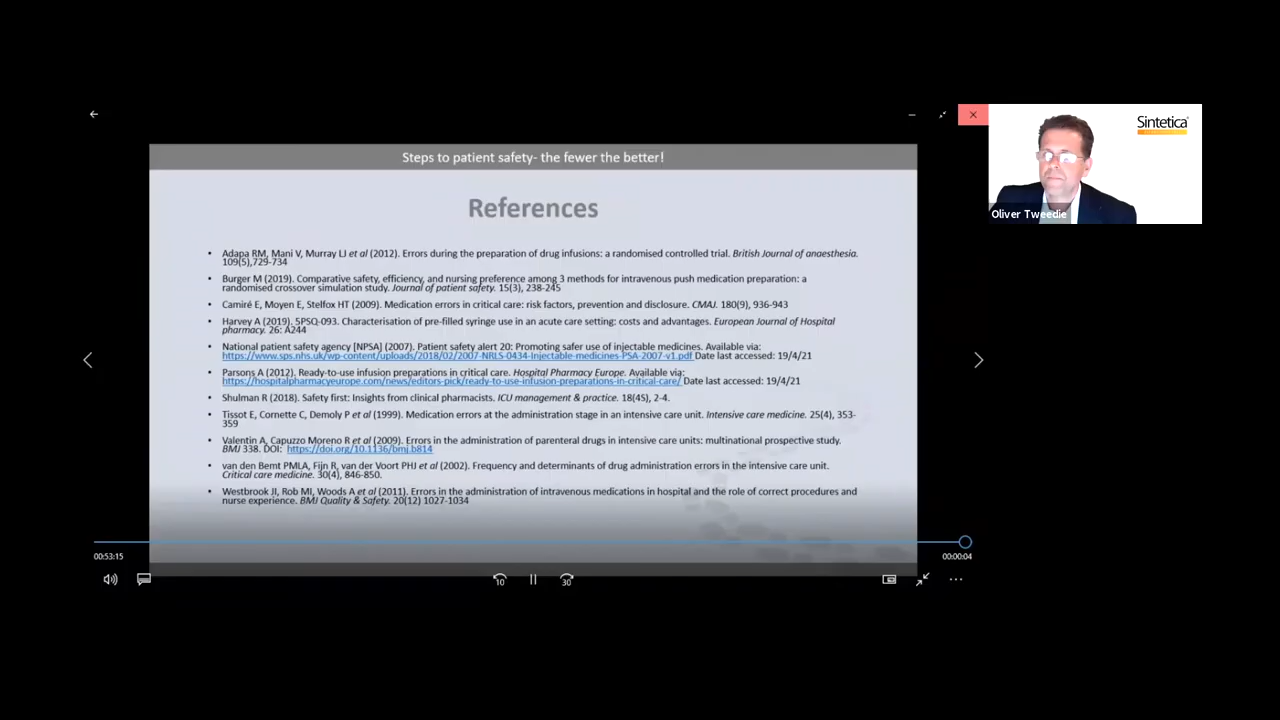 Steps to patient safety- the fewer the better!
Sintetica
Oliver Tweedie
References
• Adapa RM, Mani V, Murray LJ et al (2012). Errors during the preparation of drug infusions: a randomised controlled trial. British Journal of anaesthesia.
109(5),729-734
• Burger M (2019). Comparative safety, efficiency, and nursing preference among 3 methods for intravenous push medication preparation: a
randomised crossover simulation study. Journal of patient safety. 15(3), 238-245
• Camiré E, Moyen E, Stelfox HT (2009). Medication errors in critical care: risk factors, prevention and disclosure. CMAJ. 180(9), 936-943
• Harvey A (2019). 5PSQ-093. Characterisation of pre-filled syringe use in an acute care setting: costs and advantages. European Journal of Hospital
pharmacy. 26: A244
• National patient safety agency [NPSA] (2007). Patient safety alert 20: Promoting safer use of injectable medicines. Available via:
https://www.sps.nhs.uk/wp-content/uploads/2018/02/2007-NRLS-0434-Injectable-medicines-PSA-2007-v1.pdf Date last accessed: 19/4/21
• Parsons A (2012). Ready-to-use infusion preparations in critical care. Hospital Pharmacy Europe. Available via:
https://hospitalpharmacyeurope.com/news/editors-pick/ready-to-use-infusion-preparations-in-critical-care/ Date last accessed: 19/4/21
• Shulman R (2018). Safety first: Insights from clinical pharmacists. ICU management & practice. 18(4S), 2-4.
• Tissot E, Cornette C, Demoly P et al (1999). Medication errors at the administration stage in an intensive care unit. Intensive care medicine. 25(4), 353-
359
• Valentin A, Capuzzo Moreno R et al (2009). Errors in the administration of parenteral drugs in intensive care units: multinational prospective study.
BMJ 338. DOI: https://doi.org/10.1136/bmj.b814
• van den Bemt PMLA, Fijn R, van der Voort PHJ et al (2002). Frequency and determinants of drug administration errors in the intensive care unit.
Critical care medicine. 30(4), 846-850.
• Westbrook JI, Rob MI, Woods A et al (2011). Errors in the administration of intravenous medications in hospital and the role of correct procedures and
nurse experience. BMJ Quality & Safety. 20(12) 1027-1034
00:53:15
00:00:04
10
30